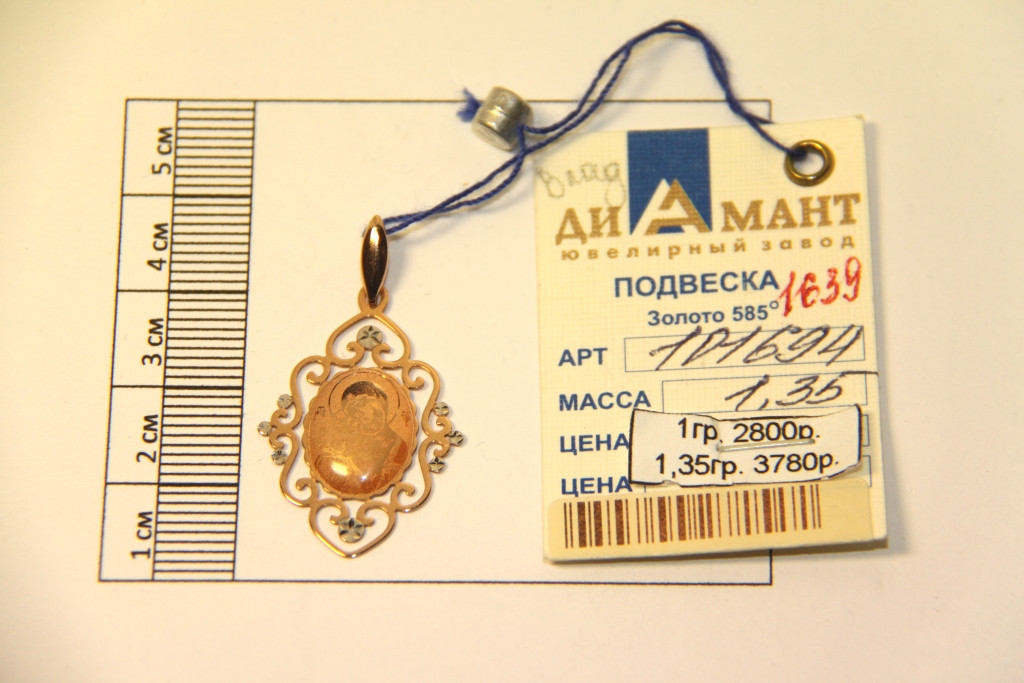 5 см
4 см
3 см
2 см
1 см
влад
ДИАМАНТ
ювелирный завод
ПОДВЕСКА
1639
Золото 585°
АРТ 101694
МАССА 1,35
ЦЕНА
1гр. 2800р.
1,35гр. 3780р.
ЦЕНА